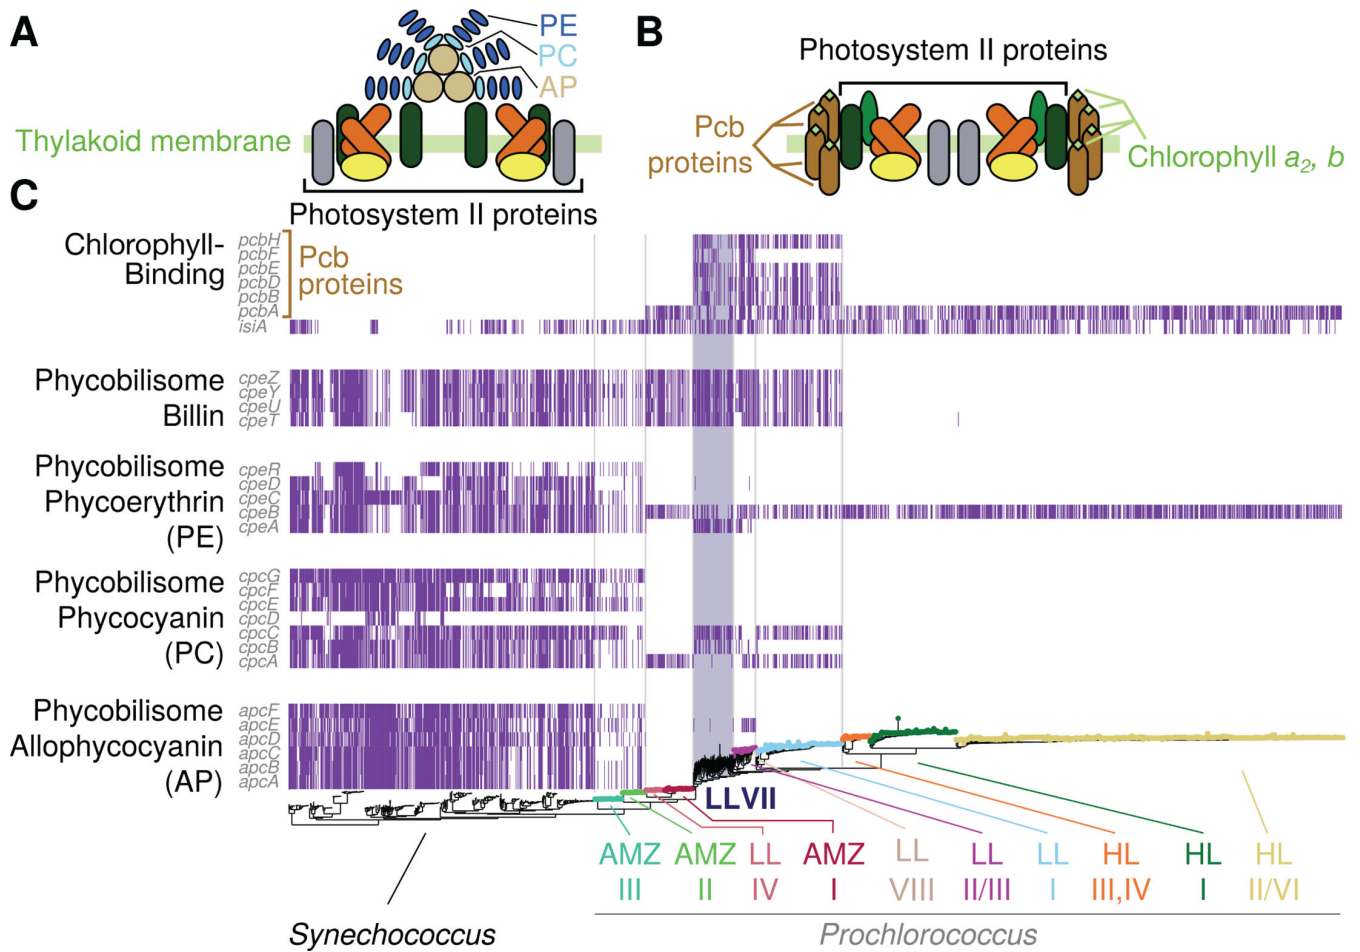 A
PE
PC
AP
Thylakoid membrane
Photosystem II proteins
B
Photosystem II proteins
Pcb
proteins
Chlorophyll a2, b
C
Chlorophyll-
Binding
pcbH
pcbF
pcbE
pcbD
pcbB
pcbA
isiA
Pcb
proteins
Phycobilisome
Billin
cpeZ
cpeY
cpeU
cpeT
Phycobilisome
Phycoerythrin
(PE)
cpeR
cpeD
cpeC
cpeB
cpeA
Phycobilisome
Phycocyanin
(PC)
cpcG
cpcF
cpcE
cpcD
cpcC
cpcB
cpcA
Phycobilisome
Allophycocyanin
(AP)
apcF
apcE
apcD
apcC
apcB
apcA
LLVII
AMZ
III
AMZ
II
LL
IV
AMZ
I
LL
VIII
LL
II/III
LL
I
HL
III,IV
HL
I
HL
II/VI
Synechococcus
Prochlorococcus